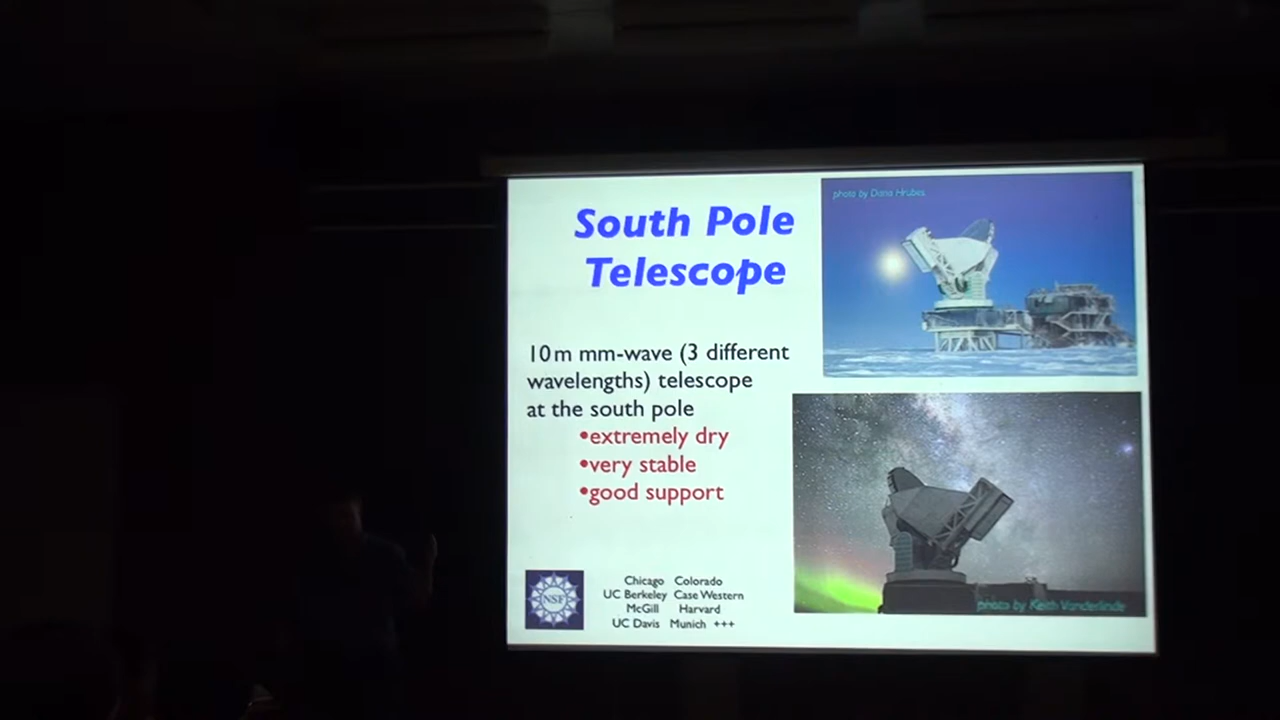 photo by Dana Hrubes
South Pole
Telescope
10m mm-wave (3 different
wavelengths) telescope
at the south pole
•extremely dry
•very stable
•good support
NSF
Chicago Colorado
UC Berkeley Case Western
McGill Harvard
UC Davis Munich +++
photo by Keith Vanderlinde